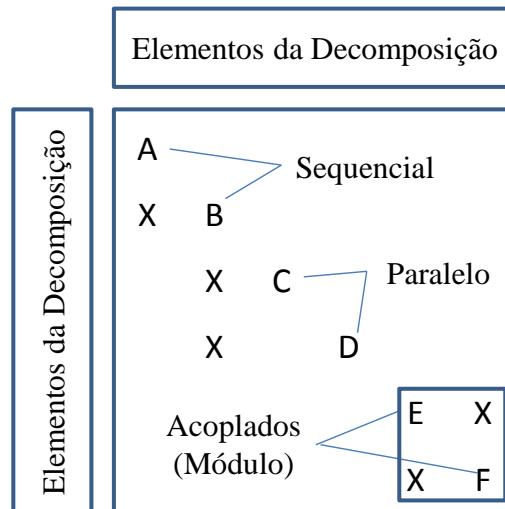 Elementos da Decomposição
Elementos da Decomposição
A
Sequencial
X B
X C Paralelo
X D
Acoplados
(Módulo)
E X
X F